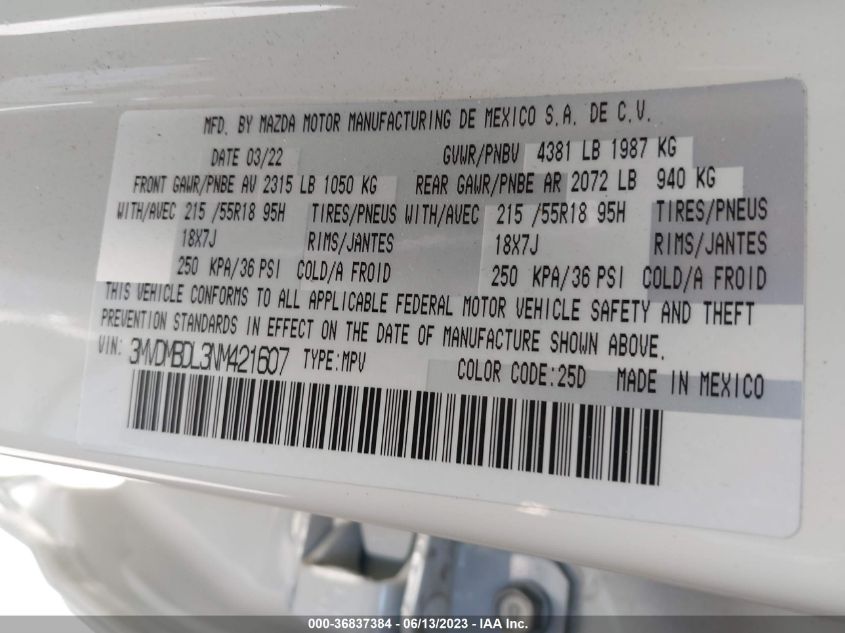 MFD. BY MAZDA MOTOR MANUFACTURING DE MEXICO S.A. DE C.V.
DATE 03/22 GVWR/PNBV 4381 LB 1987 KG
FRONT GAWR/PNBE AV 2315 LB 1050 KG REAR GAWR/PNBE AR 2072 LB 940 KG
WITH/AVEC 215 /55R18 95H TIRES/PNEUS WITH/AVEC 215 /55R18 95H TIRES/PNEUS
18X7J RIMS/JANTES 18X7J RIMS/JANTES
250 KPA/36 PSI COLD/A FROID 250 KPA/36 PSI COLD/A FROID
THIS VEHICLE CONFORMS TO ALL APPLICABLE FEDERAL MOTOR VEHICLE SAFETY AND THEFT
PREVENTION STANDARDS IN EFFECT ON THE DATE OF MANUFACTURE SHOWN ABOVE.
VIN: 3MVDMBDL3NM421607 TYPE:MPV COLOR CODE:25D MADE IN MEXICO
000-36837384 - 06/13/2023 - IAA Inc.